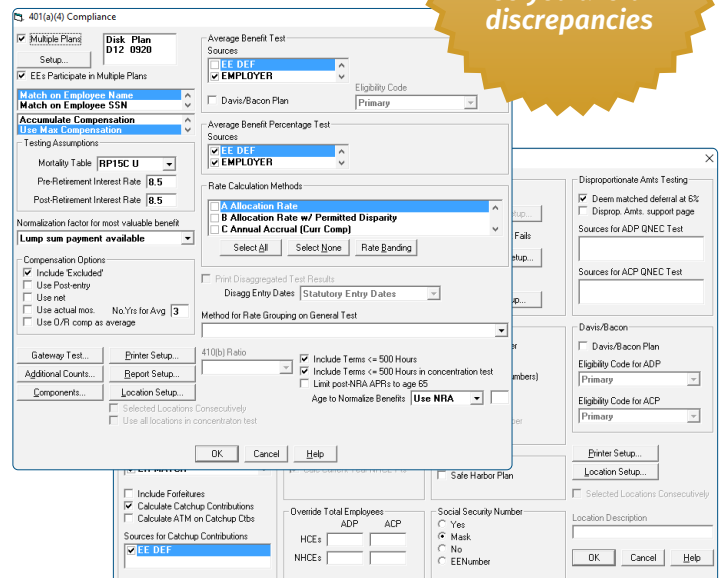 discrepancies
401(a)(4) Compliance
Multiple Plans
Disk Plan
D12 0920
Setup...
EEs Participate in Multiple Plans
Match on Employee Name
Match on Employee SSN
Accumulate Compensation
Use Max Compensation
Testing Assumptions
Mortality Table RP15C U
Pre-Retirement Interest Rate 8.5
Post-Retirement Interest Rate 8.5
Normalization factor for most valuable benefit
Lump sum payment available
Compensation Options
Include 'Excluded'
Use Post-entry
Use net
Use actual mos. No.Yrs for Avg 3
Use O/R comp as average
Gateway Test... Printer Setup...
Additional Counts... Report Setup...
Components... Location Setup...
Selected Locations Consecutively
Use all locations in concentraton test
Average Benefit Test
Sources
EE DEF
EMPLOYER
Davis/Bacon Plan
Eligibility Code
Primary
Average Benefit Percentage Test
Sources
EE DEF
EMPLOYER
Rate Calculation Methods
A Allocation Rate
B Allocation Rate w/ Permitted Disparity
C Annual Accrual (Curr Comp)
Select All Select None Rate Banding
Print Disaggregated Test Results
Disagg Entry Dates Statutory Entry Dates
Method for Rate Grouping on General Test
410(b) Ratio
Include Terms <= 500 Hours
Include Terms <= 500 Hours in concentration test
Limit post-NRA APRs to age 65
Age to Normalize Benefits Use NRA
OK Cancel Help
Fails
Disproportionate Amts Testing
Deem matched deferral at 6%
Disprop. Amts. support page
Sources for ADP QNEC Test
Sources for ACP QNEC Test
Davis/Bacon
Davis/Bacon Plan
Eligibility Code for ADP
Primary
Eligibility Code for ACP
Primary
Printer Setup...
Location Setup...
Selected Locations Consecutively
Location Description
OK Cancel Help
Include Forfeitures
Calculate Catchup Contributions
Calculate ATM on Catchup Ctbs
Sources for Catchup Contributions
EE DEF
Override Total Employees
ADP ACP
HCEs
NHCEs
Safe Harbor Plan
Social Security Number
Yes
Mask
No
EENumber